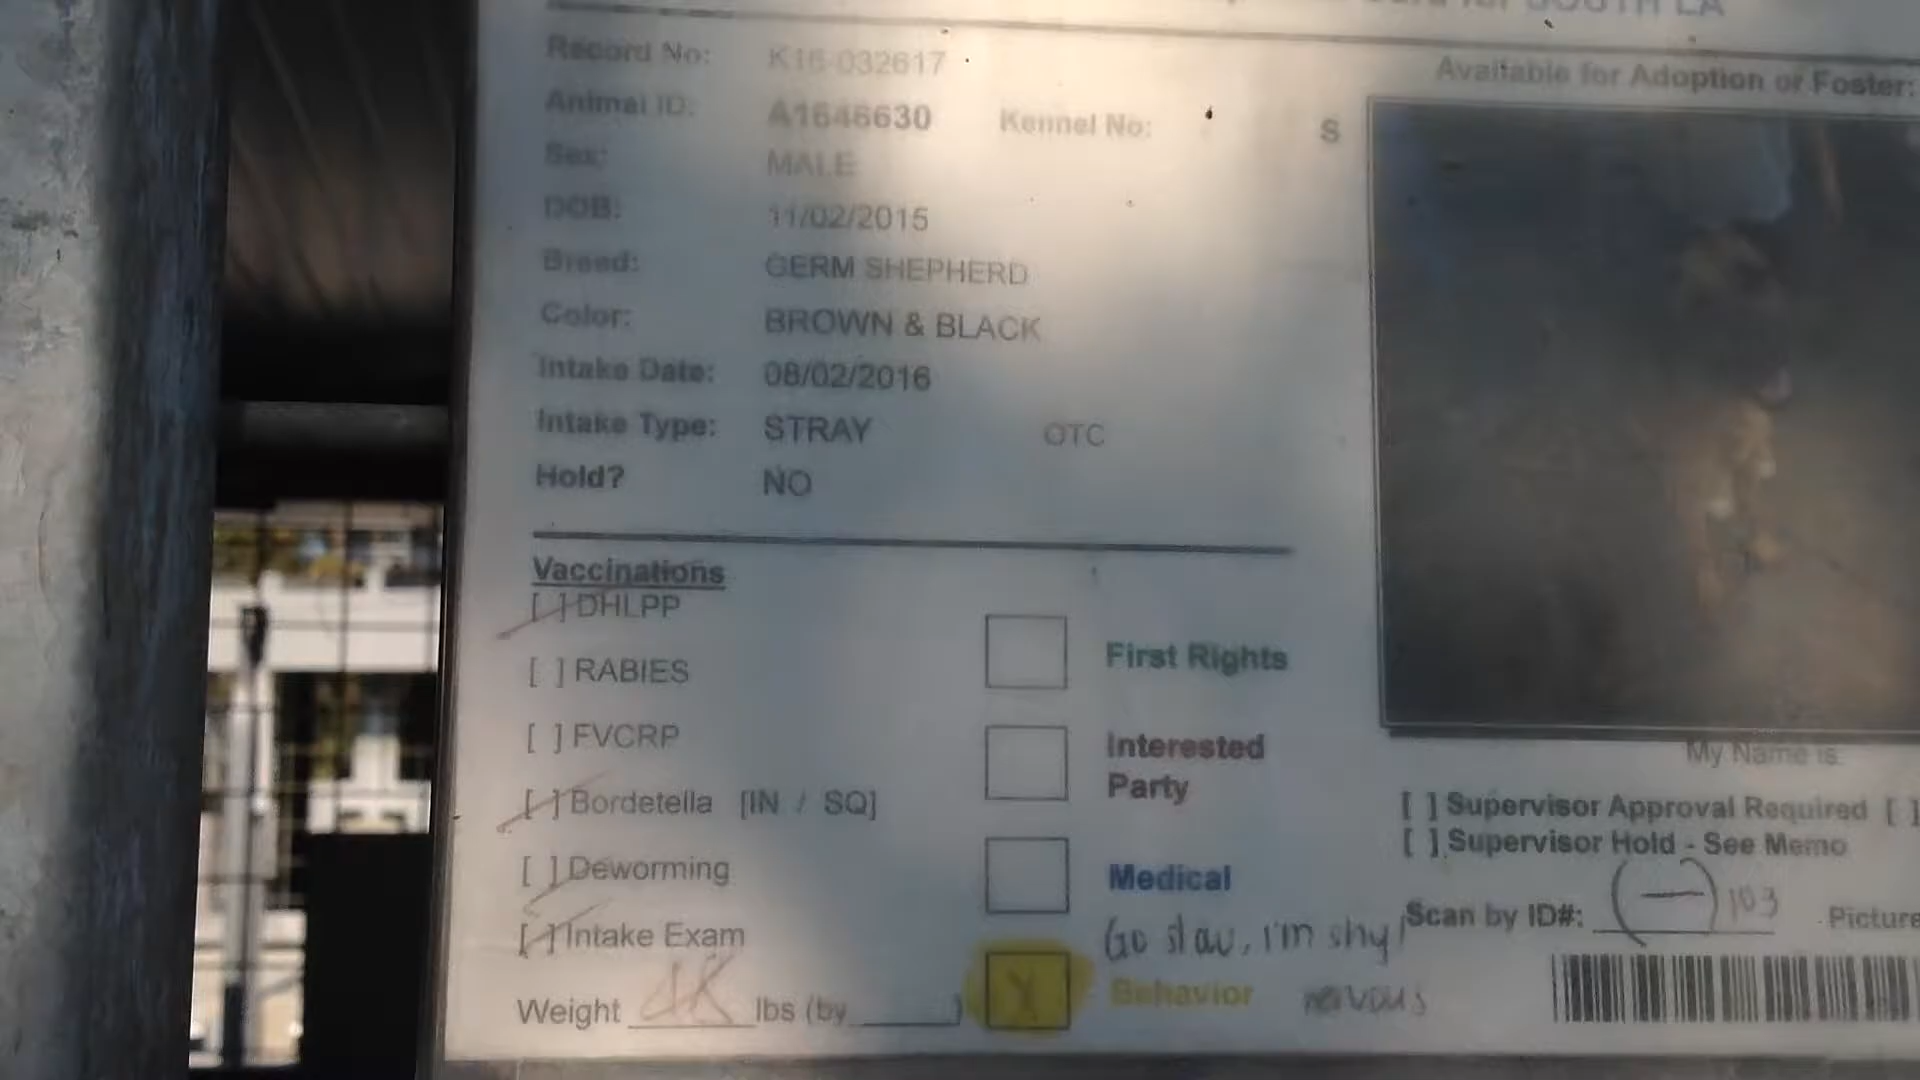 for SOUTH LA
Record No: K16-032617
Available for Adoption or Foster:
Animal ID: A1646630 Kennel No: S
Sex: MALE
DOB: 11/02/2015
Breed: GERM SHEPHERD
Color: BROWN & BLACK
Intake Date: 08/02/2016
Intake Type: STRAY OTC
Hold? NO
Vaccinations
[ ] DHLPP
[ ] RABIES
[ ] FVCRP
[ ] Bordetella [IN / SQ]
[ ] Deworming
[ ] Intake Exam
Weight lbs (by )
First Rights
Interested
Party
Medical
Go slow, I'm shy
Behavior nervous
My Name is
[ ] Supervisor Approval Required [ ]
[ ] Supervisor Hold - See Memo
Scan by ID#: (—) 103 Picture